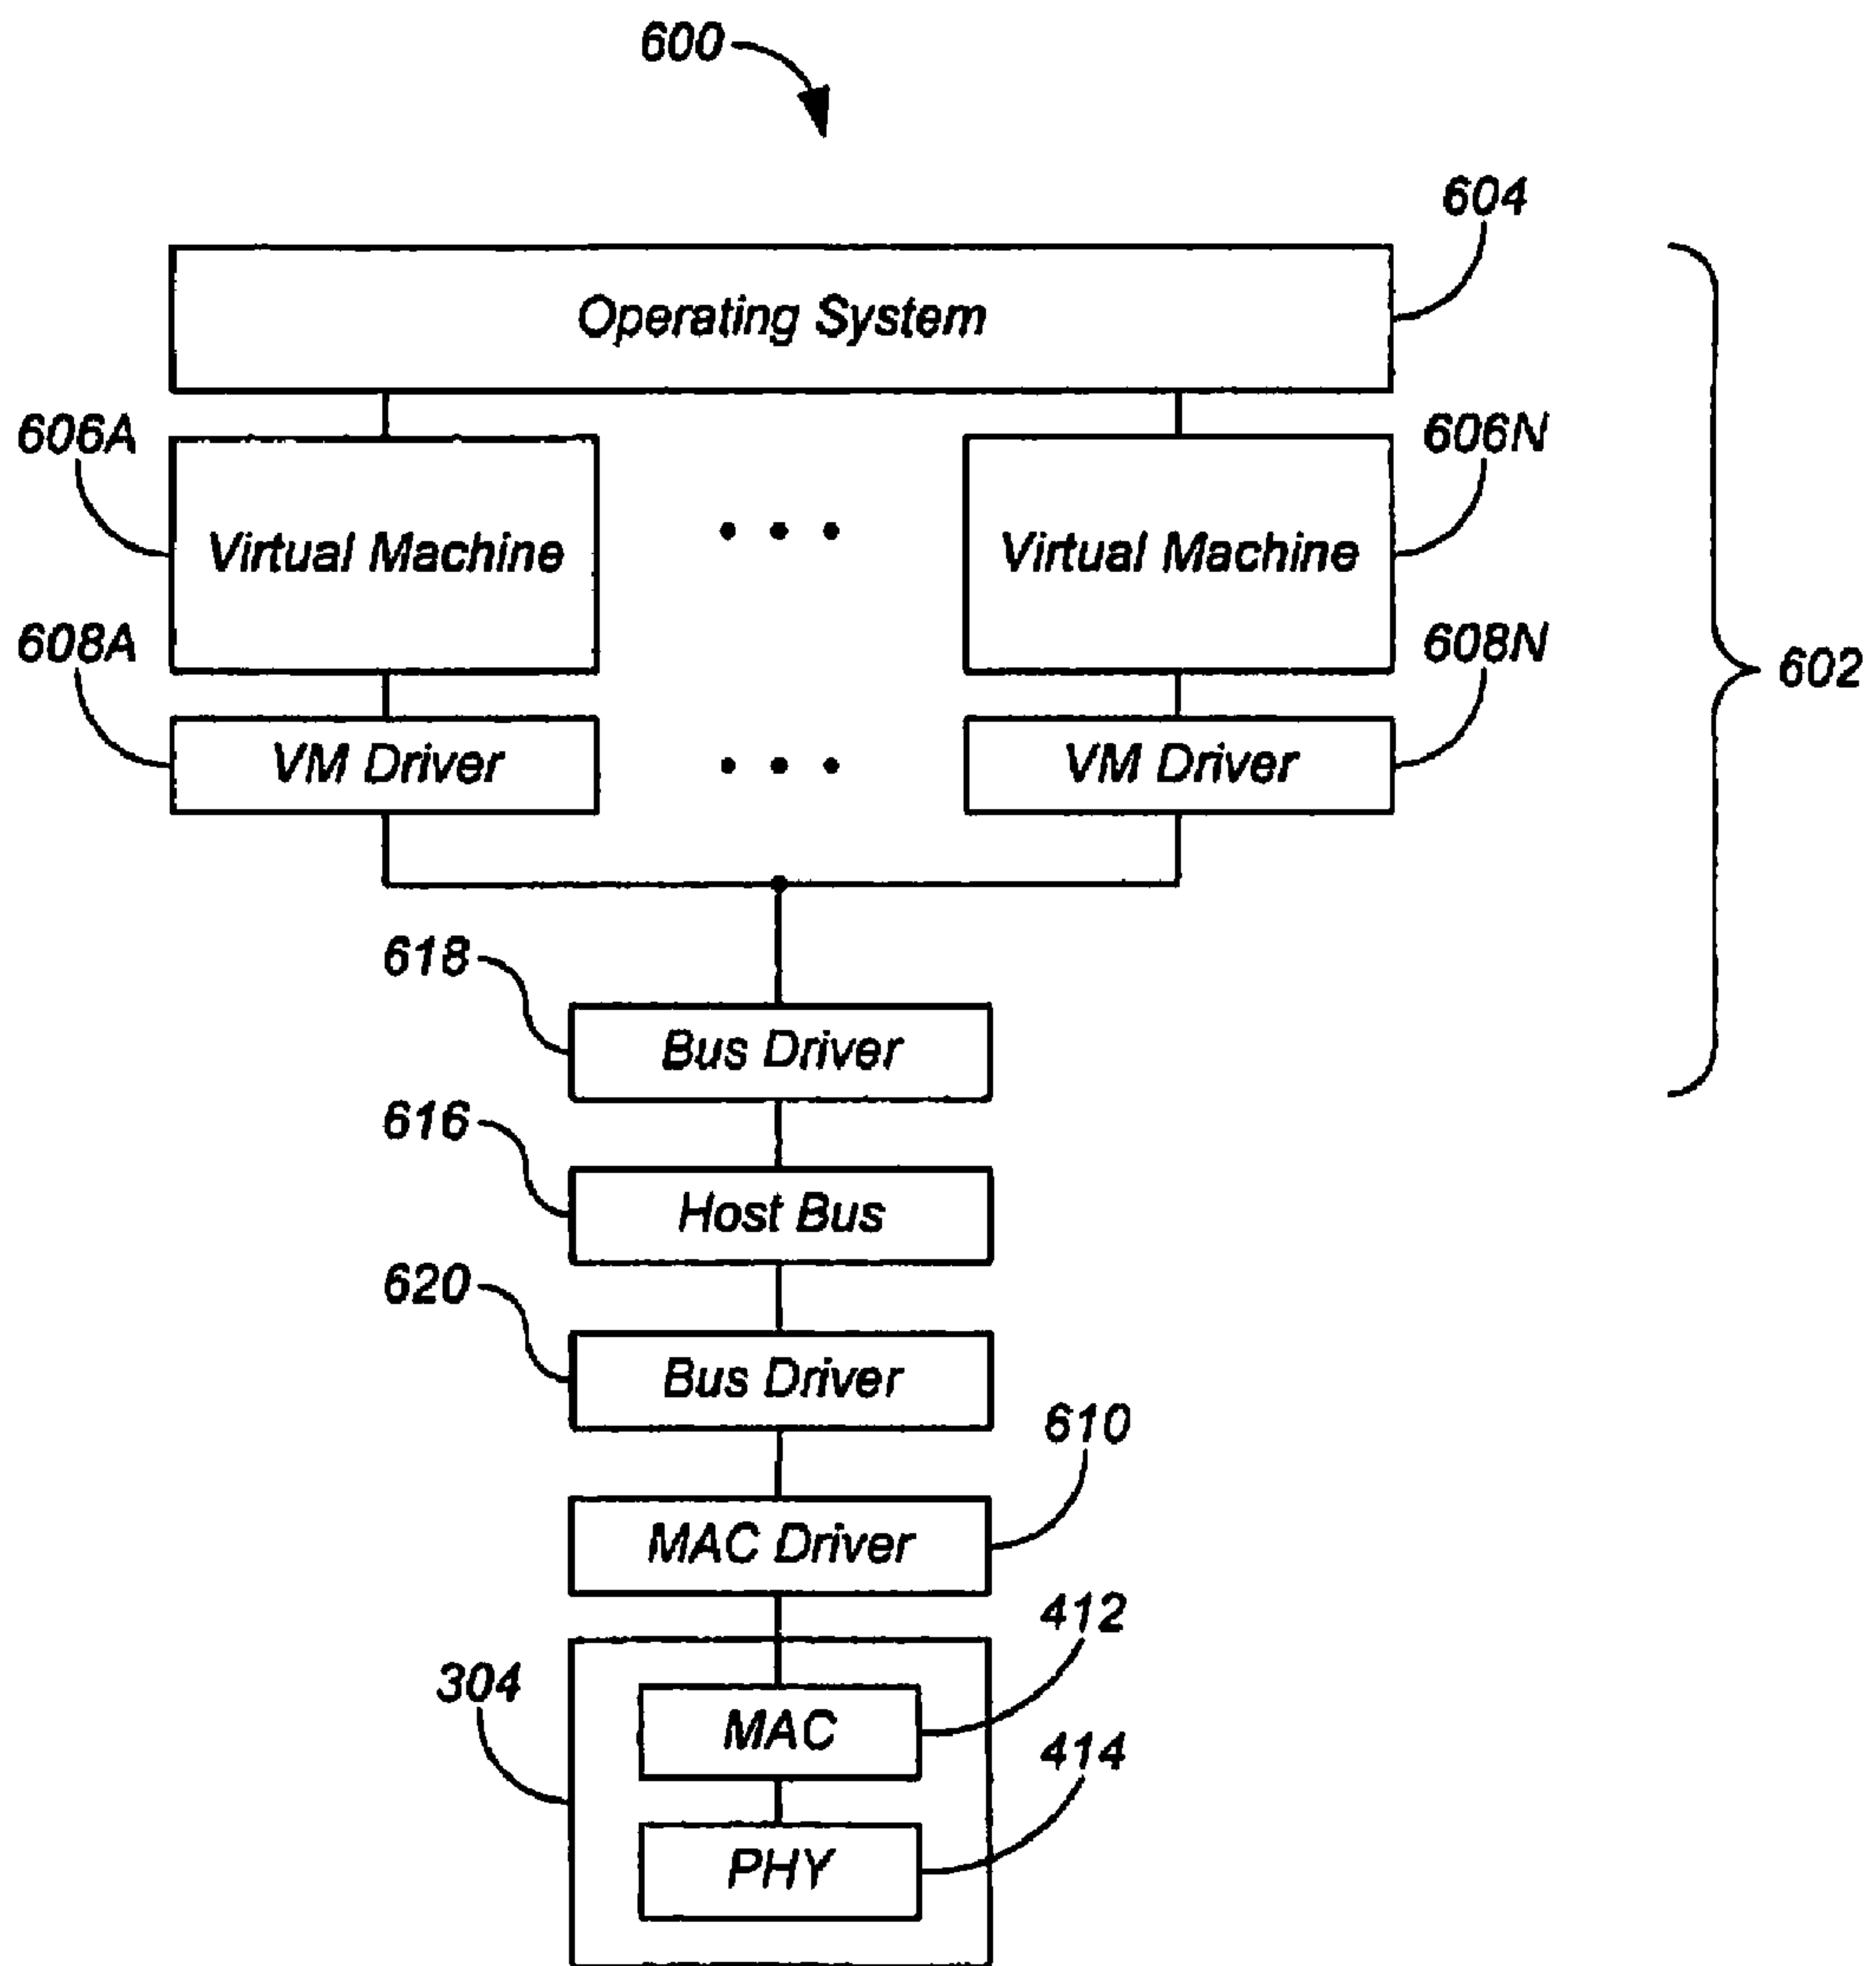 600
604
Operating System
606A
606N
Virtual Machine
Virtual Machine
602
608A
608N
VM Driver
VM Driver
618
Bus Driver
616
Host Bus
620
Bus Driver
610
MAC Driver
412
304
MAC
414
PHY